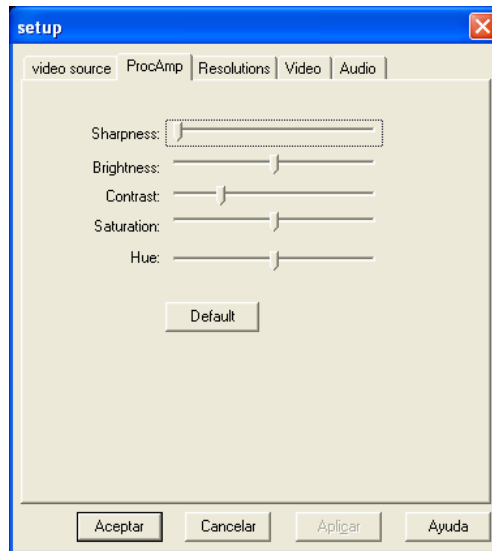 setup
video source ProcAmp Resolutions Video Audio
Sharpness:
Brightness:
Contrast:
Saturation:
Hue:
Default
Aceptar Cancelar Aplicar Ayuda